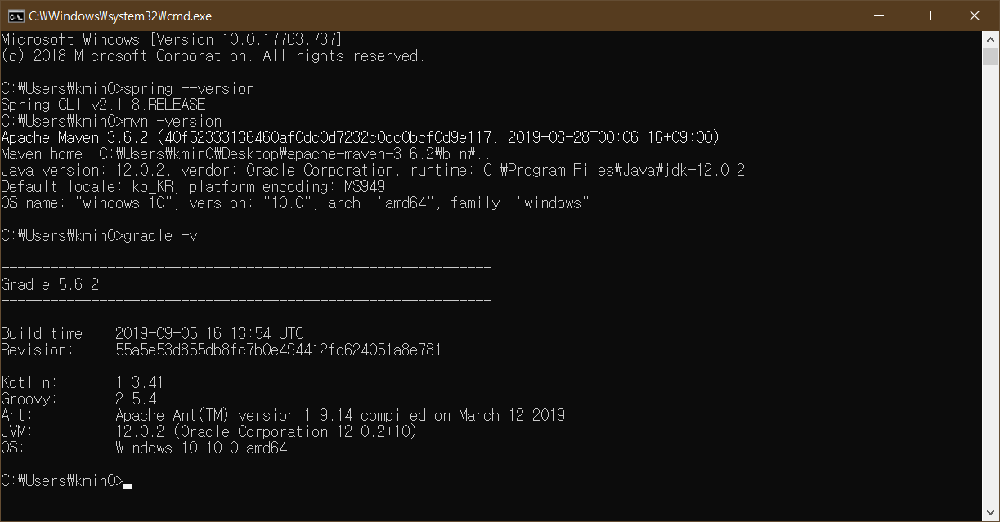 C:₩Windows₩system32₩cmd.exe
Microsoft Windows [Version 10.0.17763.737]
(c) 2018 Microsoft Corporation. All rights reserved.
C:₩Users₩kmin0>spring --version
Spring CLI v2.1.8.RELEASE
C:₩Users₩kmin0>mvn -version
Apache Maven 3.6.2 (40f52333136460af0dc0d7232c0dc0bcf0d9e117; 2019-08-28T00:06:16+09:00)
Maven home: C:₩Users₩kmin0₩Desktop₩apache-maven-3.6.2₩bin₩..
Java version: 12.0.2, vendor: Oracle Corporation, runtime: C:₩Program Files₩Java₩jdk-12.0.2
Default locale: ko_KR, platform encoding: MS949
OS name: "windows 10", version: "10.0", arch: "amd64", family: "windows"
C:₩Users₩kmin0>gradle -v
------------------------------------------------------------
Gradle 5.6.2
------------------------------------------------------------
Build time:   2019-09-05 16:13:54 UTC
Revision:     55a5e53d855db8fc7b0e494412fc624051a8e781
Kotlin:       1.3.41
Groovy:       2.5.4
Ant:          Apache Ant(TM) version 1.9.14 compiled on March 12 2019
JVM:          12.0.2 (Oracle Corporation 12.0.2+10)
OS:           Windows 10 10.0 amd64
C:₩Users₩kmin0>